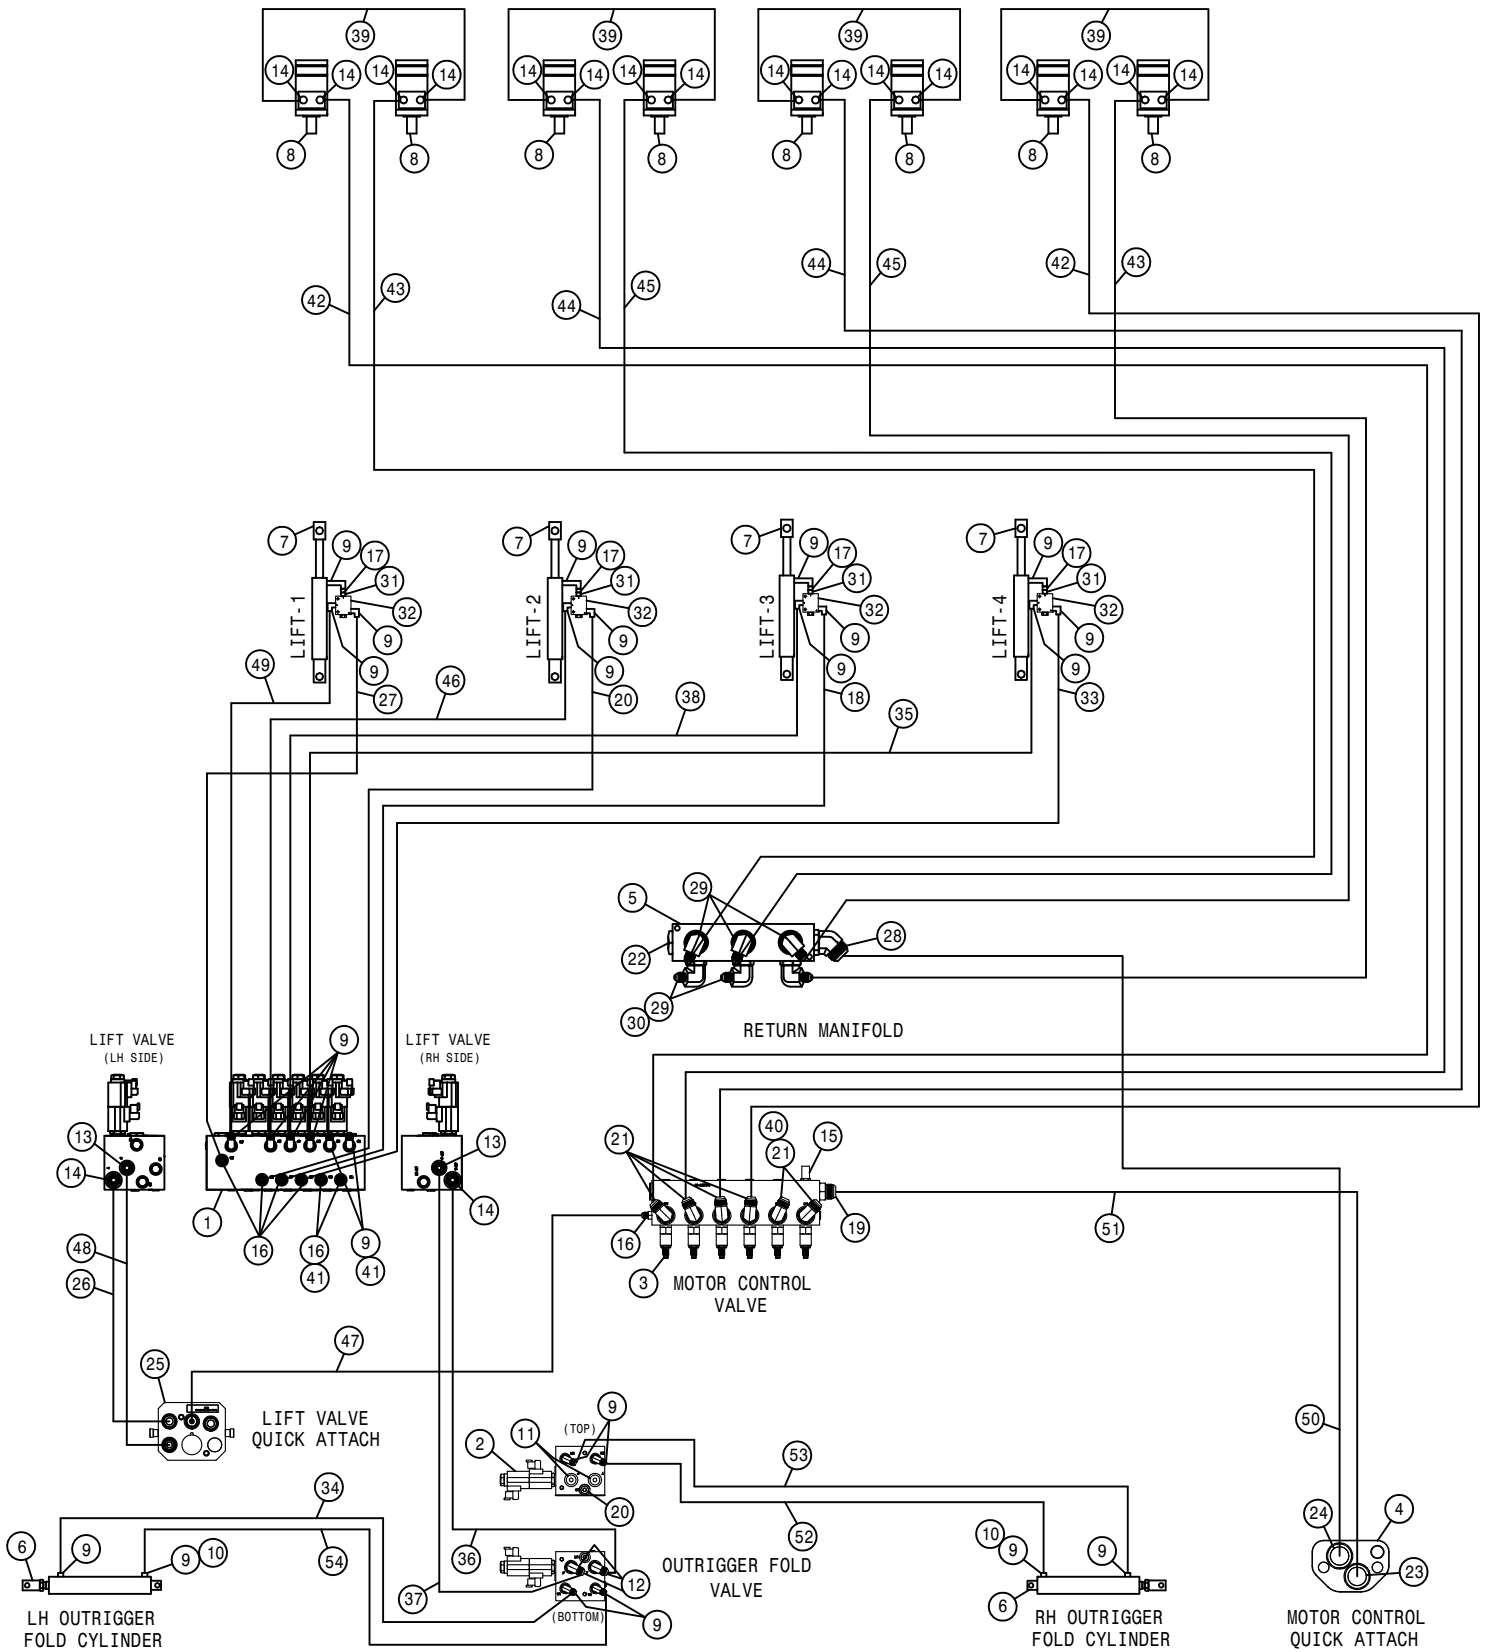 39 39 39 39
14 14 14 14 14 14 14 14 14 14 14 14 14 14 14 14
8 8 8 8 8 8 8 8
42 43 44 45 44 45 42 43
7 9 17 31 32 9 9 LIFT-1
7 9 17 31 32 9 9 LIFT-2
7 9 17 31 32 9 9 LIFT-3
7 9 17 31 32 9 9 LIFT-4
49 27 46 20 38 18 35 33
5 29 28
22
29
30
RETURN MANIFOLD
LIFT VALVE
(LH SIDE)
9
LIFT VALVE
(RH SIDE)
13
14
13
14
1 16 16 9
41 41
48
26
21 40 15
21
16 19 51
3
MOTOR CONTROL
VALVE
47
25
LIFT VALVE
QUICK ATTACH
50
(TOP) 9
2 11
20
53
52
34
54
36
37
12
9
(BOTTOM)
OUTRIGGER FOLD
VALVE
6 9 9 10
LH OUTRIGGER
FOLD CYLINDER
10 9 9
6
RH OUTRIGGER
FOLD CYLINDER
24 4
23
MOTOR CONTROL
QUICK ATTACH